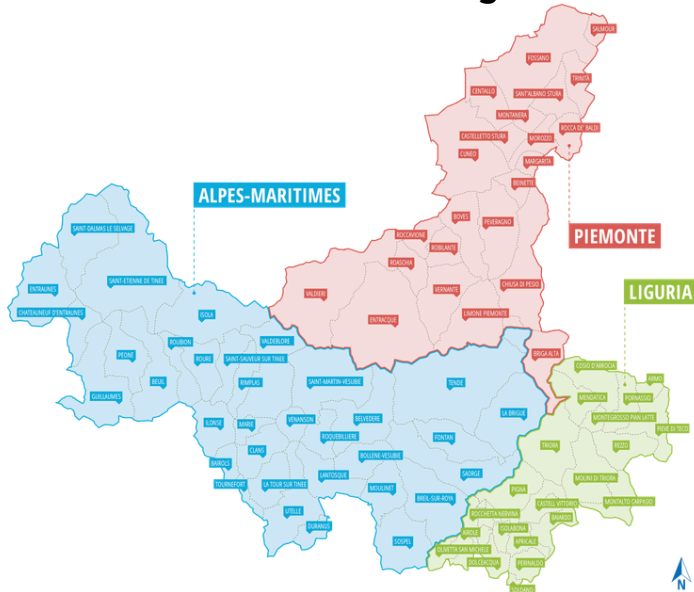 SALMOUR
FOSSANO
TRINITÀ
CENTALLO
SANT'ALBANO STURA
MONTANERA
ROCCA DE' BALDI
CASTELLETTO STURA
MOROZZO
CUNEO
MARGARITA
BEINETTE
ALPES-MARITIMES
BOVES
PEVERAGNO
PIEMONTE
SAINT-DALMAS LE SELVAGE
ROCCAVIONE
ROBILANTE
ROASCHIA
SAINT-ÉTIENNE DE TINÉE
CHIUSA DI PESIO
ENTRAUNES
VALDIERI
VERNANTE
LIGURIA
CHATEAUNEUF D'ENTRAUNES
ISOLA
ENTRACQUE
LIMONE PIEMONTE
ROUBION
VALDEBLORE
PEONE
ROURE
SAINT-SAUVEUR SUR TINEE
BRIGA ALTA
COSIO D'ARROCIA
BEUIL
RIMPLAS
SAINT-MARTIN-VESUBIE
TENDE
ARMO
GUILLAUMES
MENDATICA
PORNASSIO
LA BRIGUE
MONTEGROSSO PIAN LATTE
ILONSE
MARIE
VENANSON
BELVEDERE
PIEVE DI TECO
ROQUEBILLIERE
FONTAN
CLANS
TRIORA
REZZO
BOLLENE-VESUBIE
BAIROLS
LANTOSQUE
SAORGE
MOLINI DI TRIORA
TOURNEFORT
LA TOUR SUR TINEE
MOULINET
PIGNA
BREIL-SUR-ROYA
CASTEL VITTORIO
MONTALTO CARPASIO
UTELLE
ROCCHETTA NERVINA
BAJARDO
DURANUS
ISOLABONA
AIROLE
SOSPEL
APRICALE
OLIVETTA SAN MICHELE
DOLCEACQUA
PERINALDO
SOLDANO
N